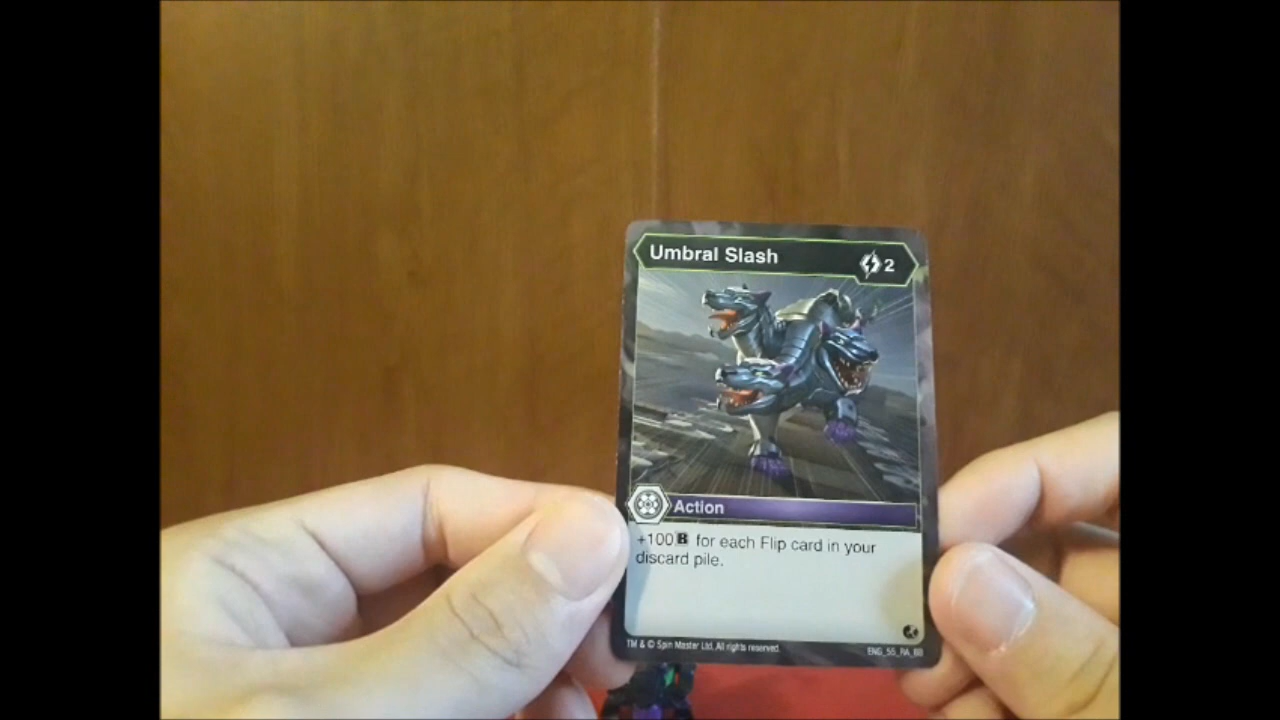 Umbral Slash
2
Action
+100 B for each Flip card in your
discard pile.
TM & © Spin Master Ltd. All rights reserved.
ENG_55_RA_BB